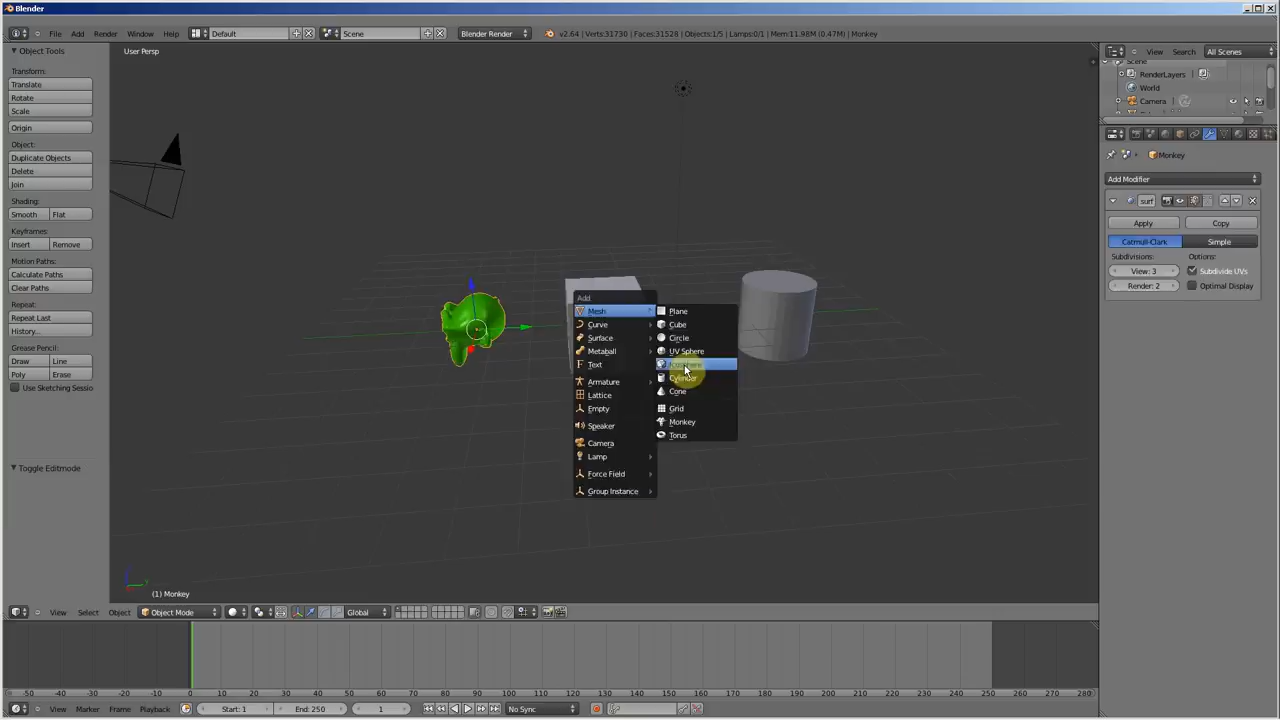 Blender
File Add Render Window Help Default Scene Blender Render v2.64 | Verts:31730 | Faces:31528 | Objects:1/5 | Lamps:0/1 | Mem:11.98M (0.47M) | Monkey
Object Tools
Transform:
Translate
Rotate
Scale
Origin
Object:
Duplicate Objects
Delete
Join
Shading:
Smooth Flat
Keyframes:
Insert Remove
Motion Paths:
Calculate Paths
Clear Paths
Repeat:
Repeat Last
History...
Grease Pencil:
Draw Line
Poly Erase
Use Sketching Sessio
Toggle Editmode
User Persp
Add
Mesh
Curve
Surface
Metaball
Text
Armature
Lattice
Empty
Speaker
Camera
Lamp
Force Field
Group Instance
Plane
Cube
Circle
UV Sphere
Cylinder
Cone
Grid
Monkey
Torus
(1) Monkey
View Search All Scenes
Scene
RenderLayers
World
Camera
Monkey
Add Modifier
surf
Apply Copy
Catmull-Clark Simple
Subdivisions: Options:
View: 3 Subdivide UVs
Render: 2 Optimal Display
View Select Object Object Mode Global
-50 -40 -30 -20 -10 0 10 20 30 40 50 60 70 80 90 100 110 120 130 140 150 160 170 180 190 200 210 220 230 240 250 260 270 280
View Marker Frame Playback Start: 1 End: 250 1 No Sync